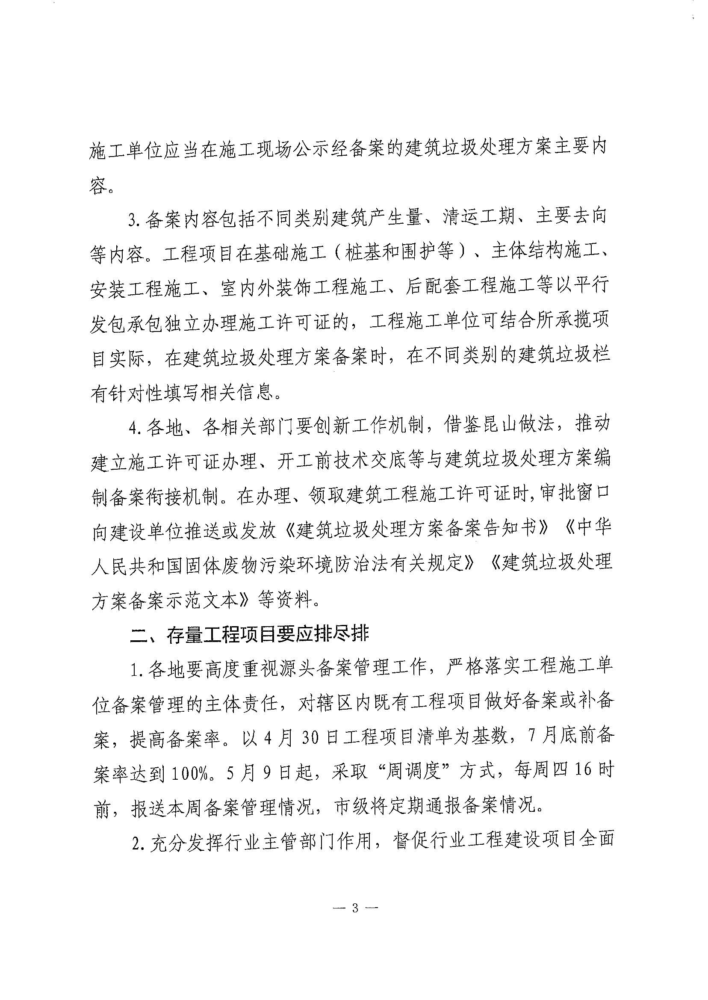 施工单位应当在施工现场公示经备案的建筑垃圾处理方案主要内
容。
3.备案内容包括不同类别建筑产生量、清运工期、主要去向
等内容。工程项目在基础施工（桩基和围护等）、主体结构施工、
安装工程施工、室内外装饰工程施工、后配套工程施工等以平行
发包承包独立办理施工许可证的，工程施工单位可结合所承揽项
目实际，在建筑垃圾处理方案备案时，在不同类别的建筑垃圾栏
有针对性填写相关信息。
4.各地、各相关部门要创新工作机制，借鉴昆山做法，推动
建立施工许可证办理、开工前技术交底等与建筑垃圾处理方案编
制备案衔接机制。在办理、领取建筑工程施工许可证时,审批窗口
向建设单位推送或发放《建筑垃圾处理方案备案告知书》《中华
人民共和国固体废物污染环境防治法有关规定》《建筑垃圾处理
方案备案示范文本》等资料。
二、存量工程项目要应排尽排
1.各地要高度重视源头备案管理工作，严格落实工程施工单
位备案管理的主体责任，对辖区内既有工程项目做好备案或补备
案，提高备案率。以4月30日工程项目清单为基数，7月底前备
案率达到100%。5月9日起，采取“周调度”方式，每周四16时
前，报送本周备案管理情况，市级将定期通报备案情况。
2.充分发挥行业主管部门作用，督促行业工程建设项目全面
— 3 —